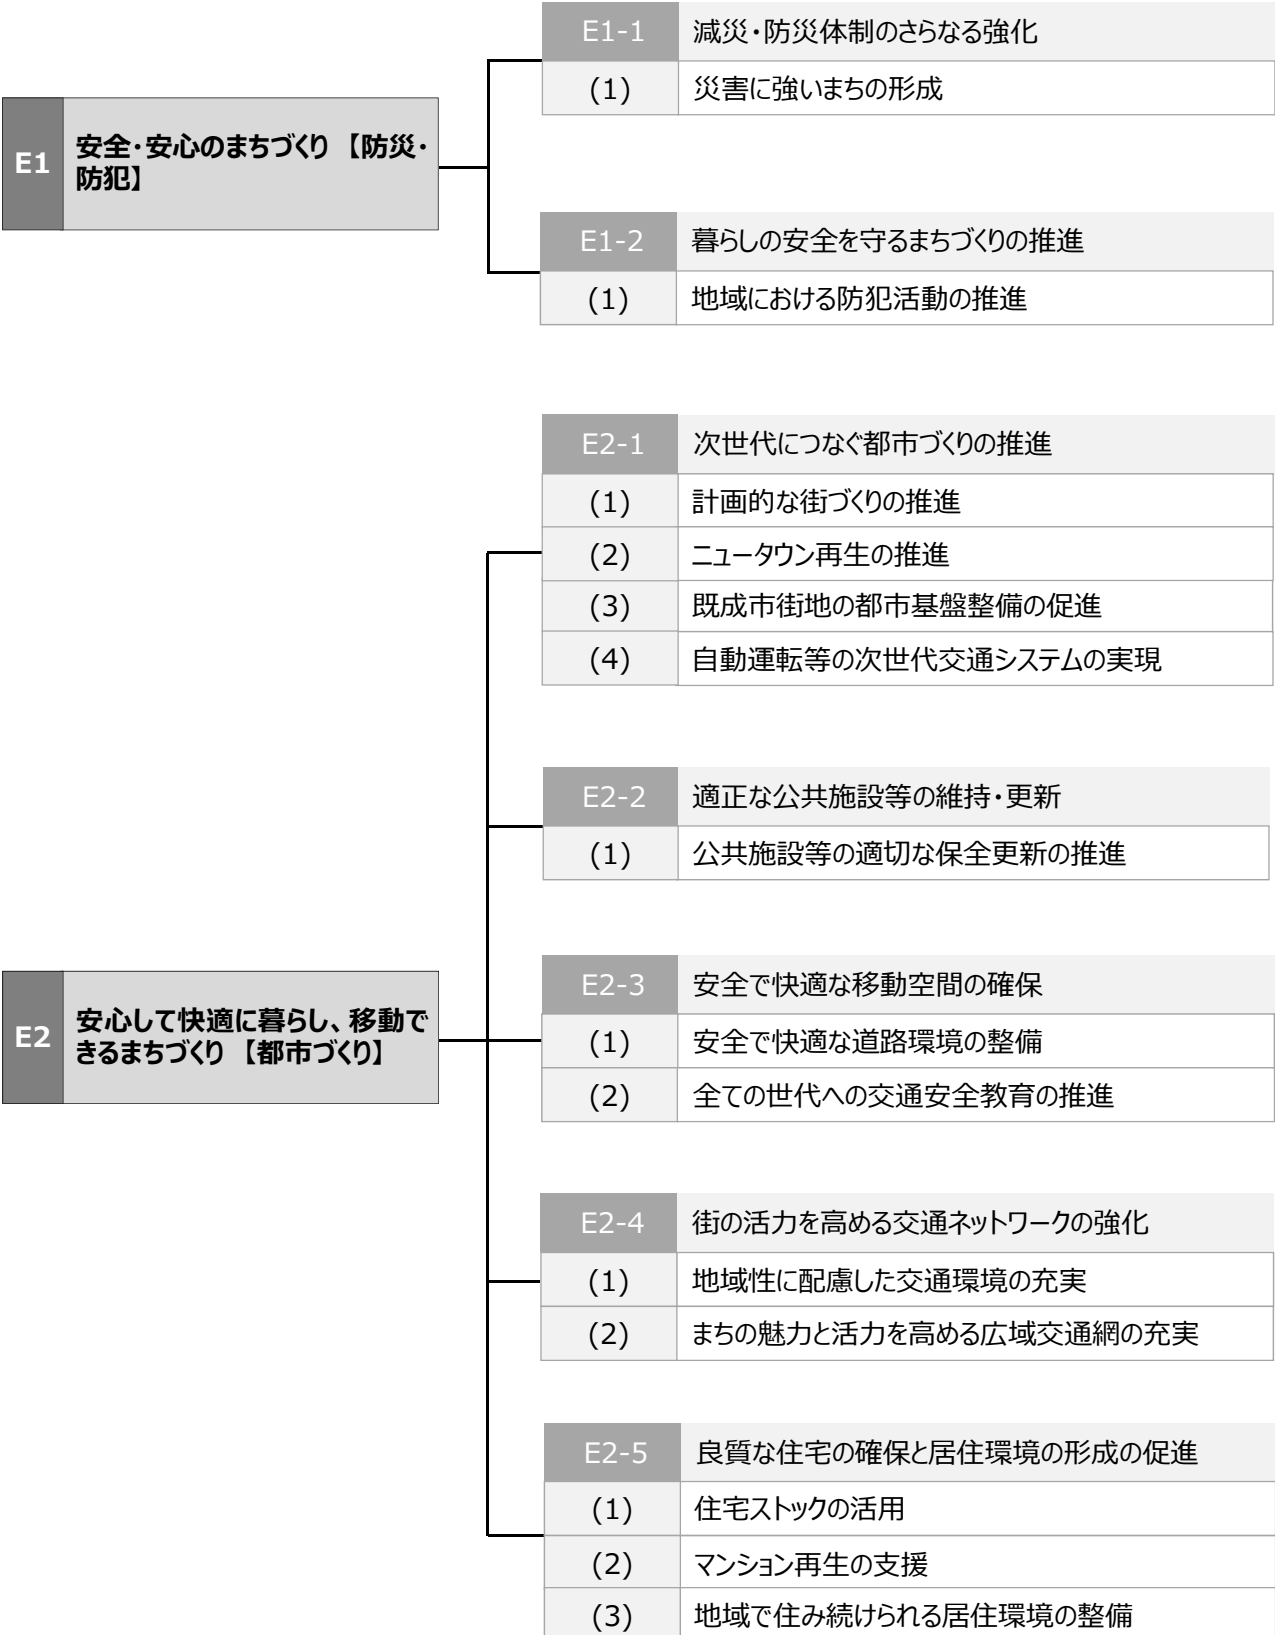 E1-1 減災・防災体制のさらなる強化
(1) 災害に強いまちの形成
E1 安全・安心のまちづくり 【防災・
防犯】
E1-2 暮らしの安全を守るまちづくりの推進
(1) 地域における防犯活動の推進
E2-1 次世代につなぐ都市づくりの推進
(1) 計画的な街づくりの推進
(2) ニュータウン再生の推進
(3) 既成市街地の都市基盤整備の促進
(4) 自動運転等の次世代交通システムの実現
E2-2 適正な公共施設等の維持・更新
(1) 公共施設等の適切な保全更新の推進
E2 安心して快適に暮らし、移動で
きるまちづくり 【都市づくり】
E2-3 安全で快適な移動空間の確保
(1) 安全で快適な道路環境の整備
(2) 全ての世代への交通安全教育の推進
E2-4 街の活力を高める交通ネットワークの強化
(1) 地域性に配慮した交通環境の充実
(2) まちの魅力と活力を高める広域交通網の充実
E2-5 良質な住宅の確保と居住環境の形成の促進
(1) 住宅ストックの活用
(2) マンション再生の支援
(3) 地域で住み続けられる居住環境の整備